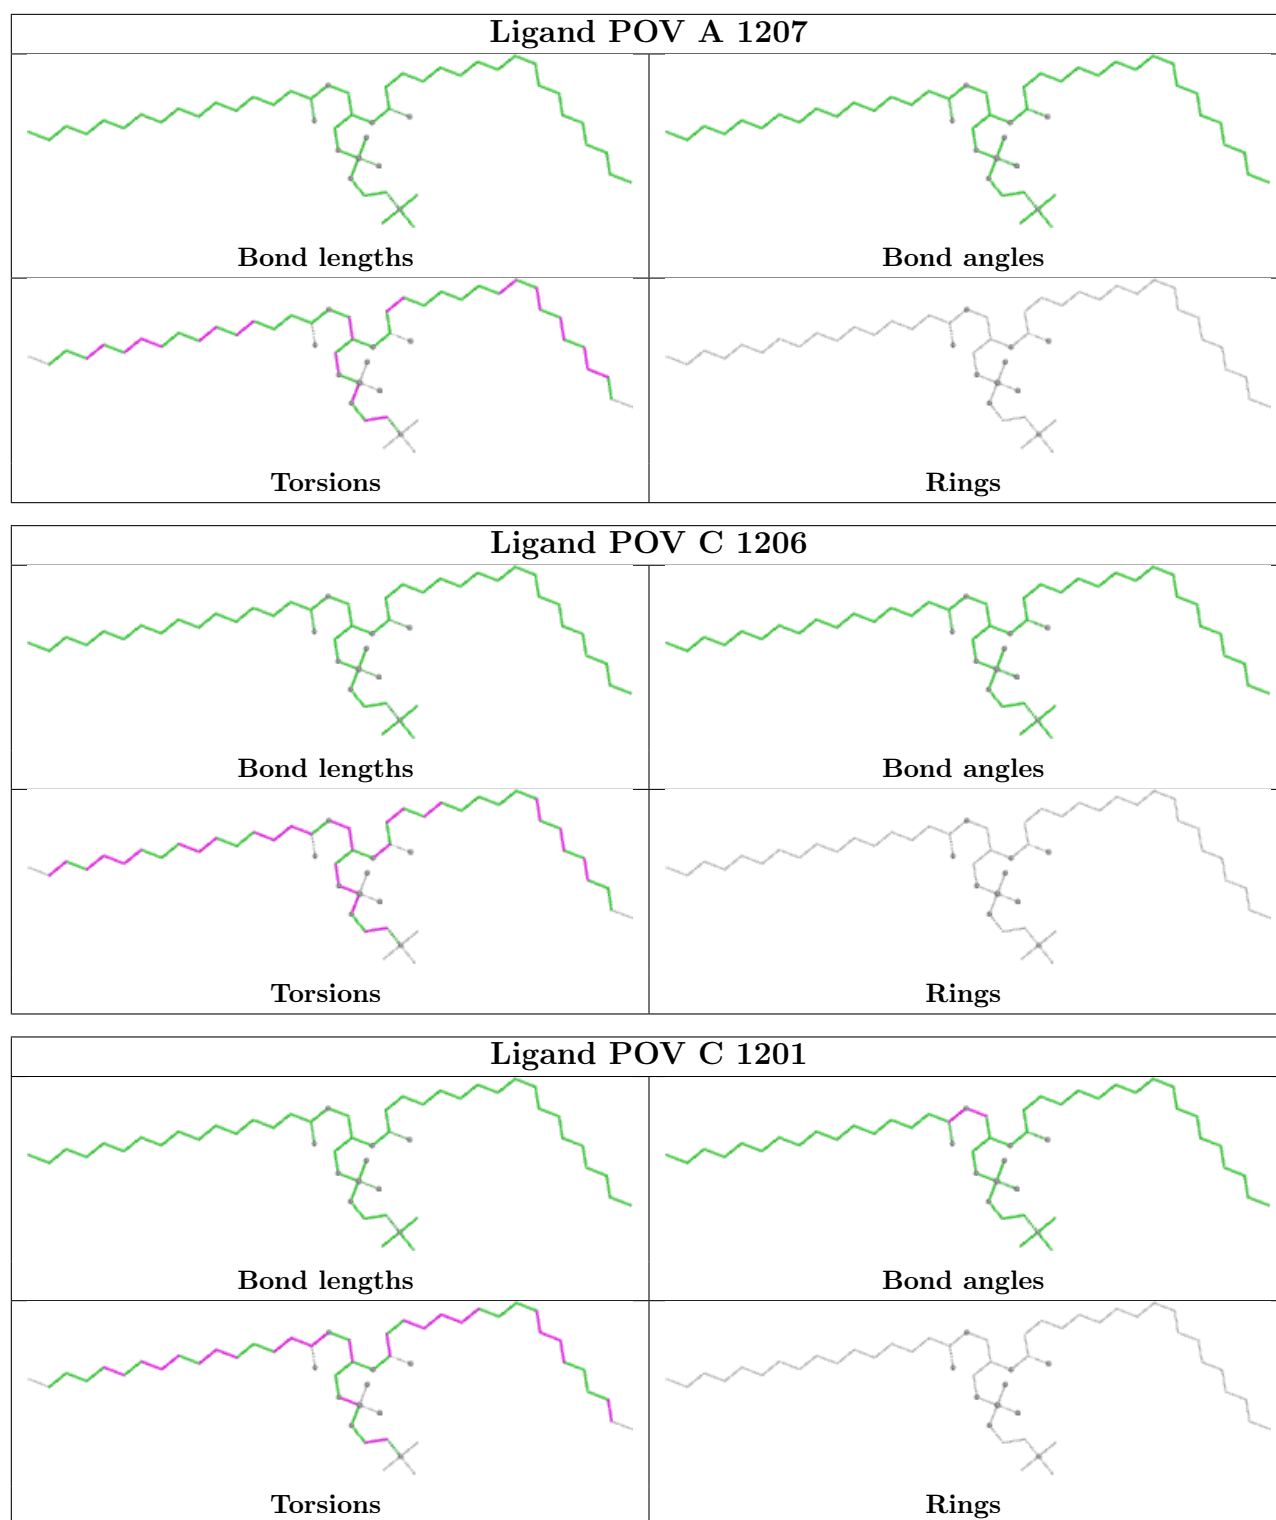 Ligand POV A 1207
Bond lengths
Bond angles
Torsions
Rings
Ligand POV C 1206
Bond lengths
Bond angles
Torsions
Rings
Ligand POV C 1201
Bond lengths
Bond angles
Torsions
Rings